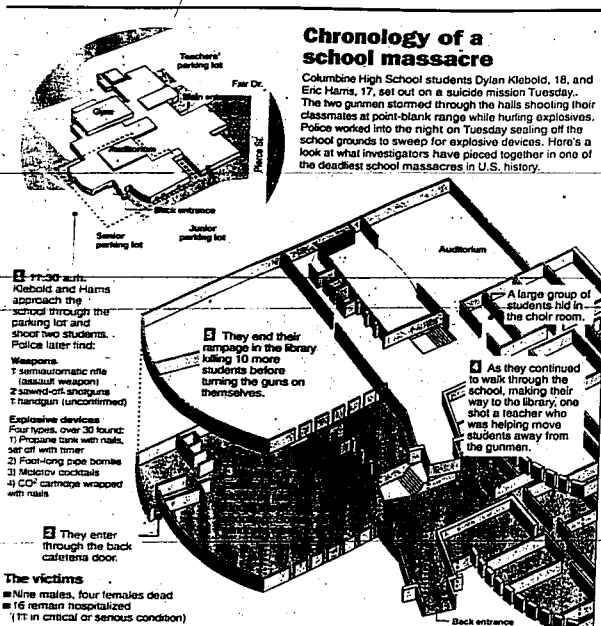 Chronology of a
school massacre
Columbine High School students Dylan Klebold, 18, and
Eric Harris, 17, set out on a suicide mission Tuesday.
The two gunmen stormed through the halls shooting their
classmates at point-blank range while hurling explosives.
Police worked into the night on Tuesday sealing off the
school grounds to sweep for explosive devices. Here's a
look at what investigators have pieced together in one of
the deadliest school massacres in U.S. history.
Teachers'
parking lot
Fair Dr.
Main entrance
Gym
Auditorium
Pierce St.
Back entrance
Senior
parking lot
Junior
parking lot
1 11:30 a.m.
Klebold and Harris
approach the
school through the
parking lot and
shoot two students.
Police later find:
Weapons
1 semiautomatic rifle
(assault weapon)
2 sawed-off shotguns
1 handgun (unconfirmed)
Explosive devices
Four types, over 30 found:
1) Propane tank with nails,
set off with timer
2) Foot-long pipe bombs
3) Molotov cocktails
4) CO² cartridge wrapped
with nails
2 They enter
through the back
cafeteria door.
5 They end their
rampage in the library
killing 10 more
students before
turning the guns on
themselves.
Auditorium
A large group of
students hid in
the choir room.
4 As they continued
to walk through the
school, making their
way to the library, one
shot a teacher who
was helping move
students away from
the gunmen.
The victims
■ Nine males, four females dead
■ 16 remain hospitalized
(11 in critical or serious condition)
Back entrance